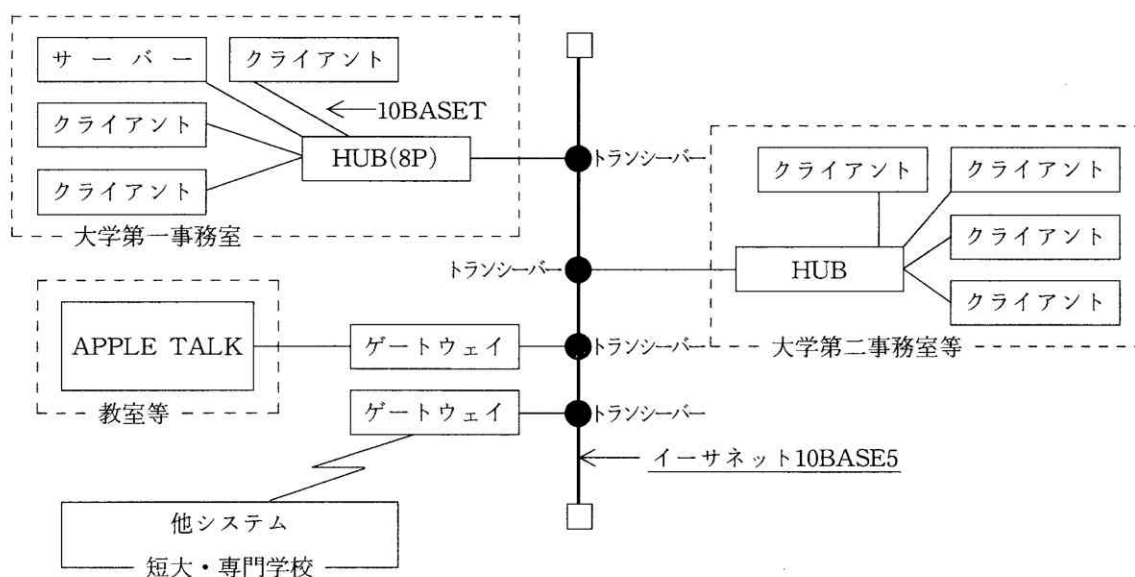 サーバー
クライアント
10BASET
クライアント
HUB(8P)
トランシーバー
クライアント
大学第一事務室
クライアント
クライアント
クライアント
トランシーバー
HUB
クライアント
大学第二事務室等
APPLE TALK
ゲートウェイ
トランシーバー
教室等
ゲートウェイ
トランシーバー
イーサネット10BASE5
他システム
短大・専門学校